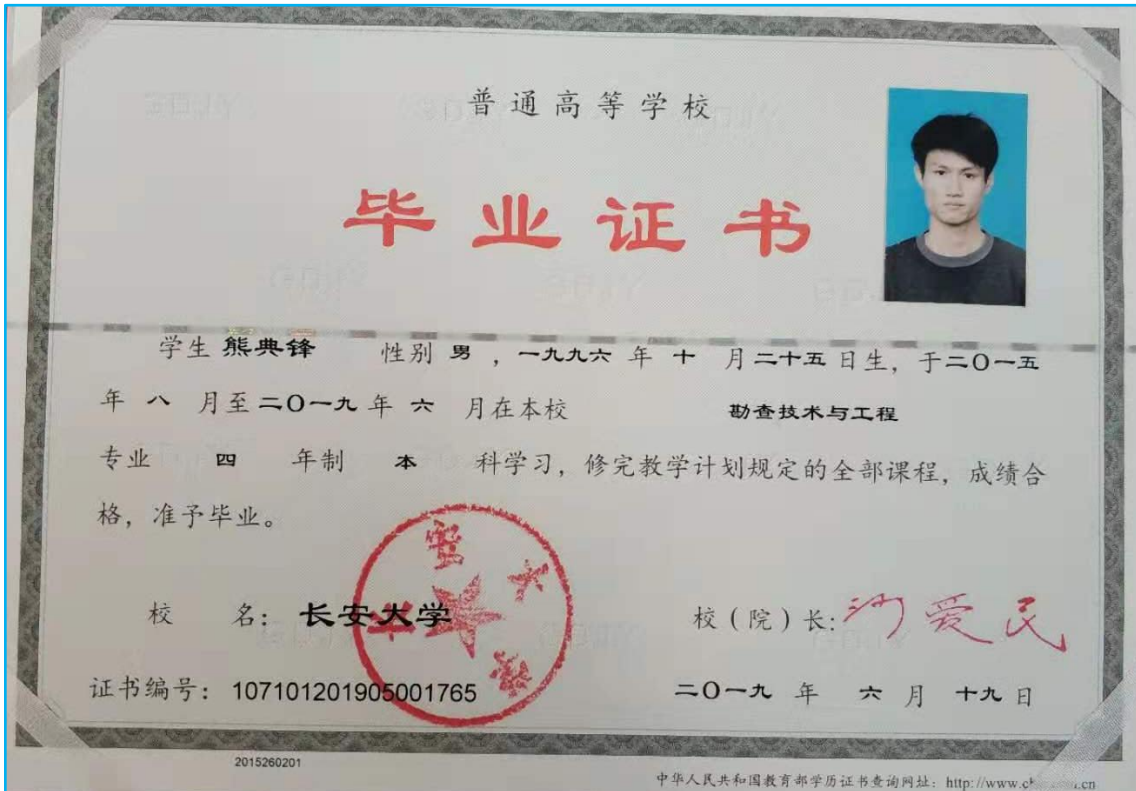 普通高等学校
毕业证书
学生 熊典锋 性别 男 ，一九九六 年 十 月 二十五 日生，于二〇一五
年 八 月至 二〇一九 年 六 月在本校 勘查技术与工程
专业 四 年制 本 科学习，修完教学计划规定的全部课程，成绩合
格，准予毕业。
校 名：长安大学 校（院）长：沙爱民
证书编号：107101201905001765 二〇一九 年 六 月 十九 日
2015260201
中华人民共和国教育部学历证书查询网址：http://www.